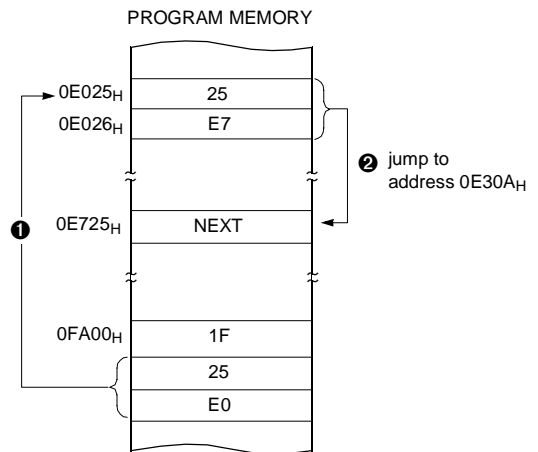 PROGRAM MEMORY
0E025H 25
0E026H E7
❷ jump to
address 0E30AH
❶ 0E725H NEXT
0FA00H 1F
25
E0